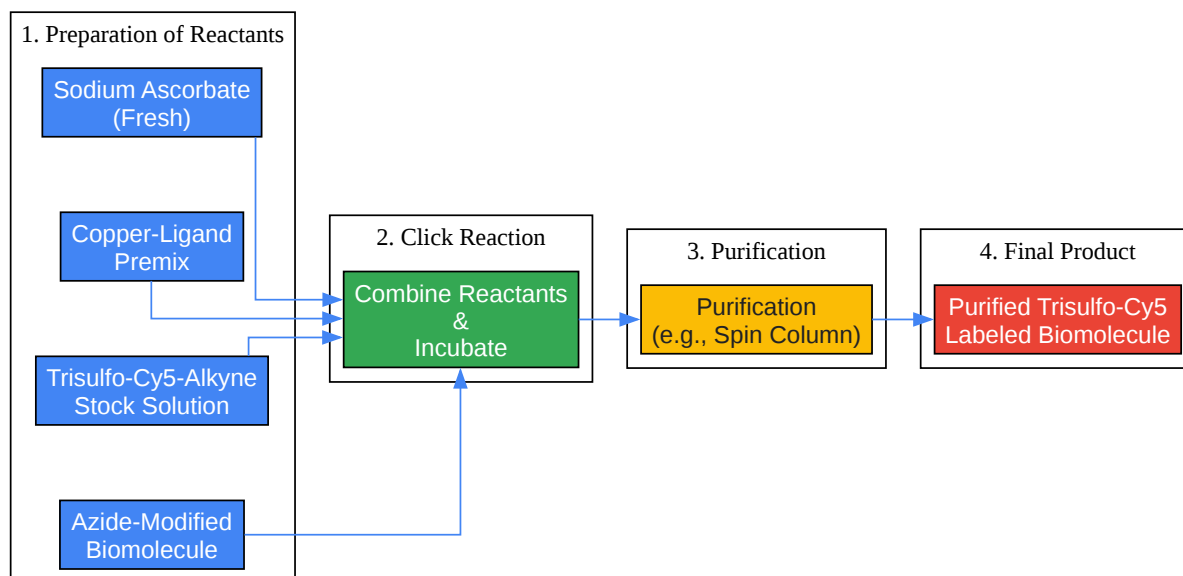 1. Preparation of Reactants
Sodium Ascorbate
(Fresh)
Copper-Ligand
Premix
Trisulfo-Cy5-Alkyne
Stock Solution
Azide-Modified
Biomolecule
2. Click Reaction
Combine Reactants
&
Incubate
3. Purification
Purification
(e.g., Spin Column)
4. Final Product
Purified Trisulfo-Cy5
Labeled Biomolecule